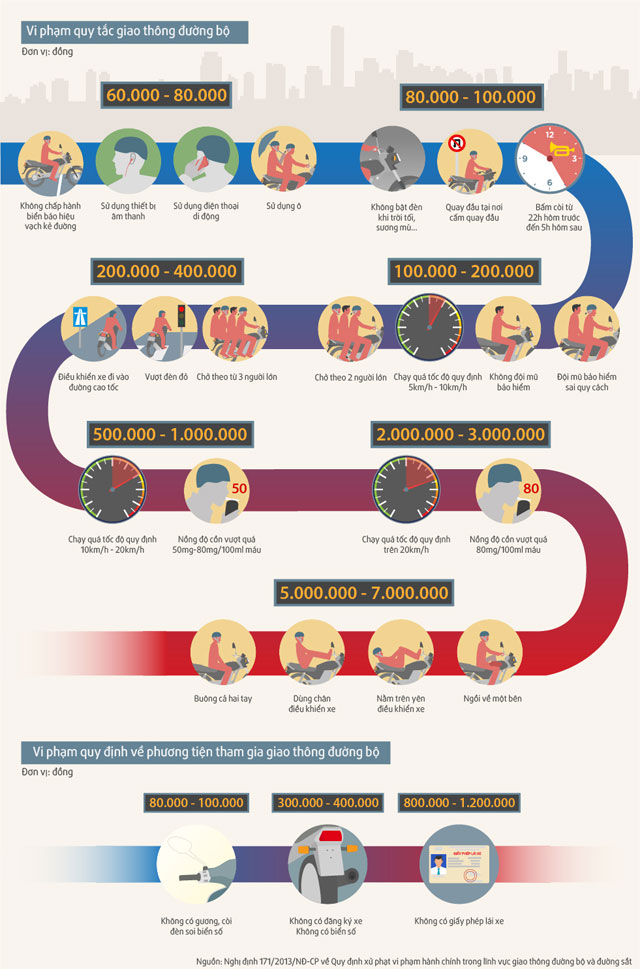 Vi phạm quy tắc giao thông đường bộ
Đơn vị: đồng
60.000 - 80.000
80.000 - 100.000
Không chấp hành
biển báo hiệu
vạch kẻ đường
Sử dụng thiết bị
âm thanh
Sử dụng điện thoại
di động
Sử dụng ô
Không bật đèn
khi trời tối,
sương mù...
Quay đầu tại nơi
cấm quay đầu
12
3
6
9
Bấm còi từ
22h hôm trước
đến 5h hôm sau
200.000 - 400.000
100.000 - 200.000
Điều khiển xe đi vào
đường cao tốc
Vượt đèn đỏ
Chở theo từ 3 người lớn
Chở theo 2 người lớn
Chạy quá tốc độ quy định
5km/h - 10km/h
Không đội mũ
bảo hiểm
Đội mũ bảo hiểm
sai quy cách
500.000 - 1.000.000
2.000.000 - 3.000.000
50
80
Chạy quá tốc độ quy định
10km/h - 20km/h
Nồng độ cồn vượt quá
50mg-80mg/100ml máu
Chạy quá tốc độ quy định
trên 20km/h
Nồng độ cồn vượt quá
80mg/100ml máu
5.000.000 - 7.000.000
Buông cả hai tay
Dùng chân
điều khiển xe
Nằm trên yên
điều khiển xe
Ngồi về một bên
Vi phạm quy định về phương tiện tham gia giao thông đường bộ
Đơn vị: đồng
80.000 - 100.000
300.000 - 400.000
800.000 - 1.200.000
GIẤY PHÉP LÁI XE
Không có gương, còi
đèn soi biển số
Không có đăng ký xe
Không có biển số
Không có giấy phép lái xe
Nguồn: Nghị định 171/2013/NĐ-CP về Quy định xử phạt vi phạm hành chính trong lĩnh vực giao thông đường bộ và đường sắt